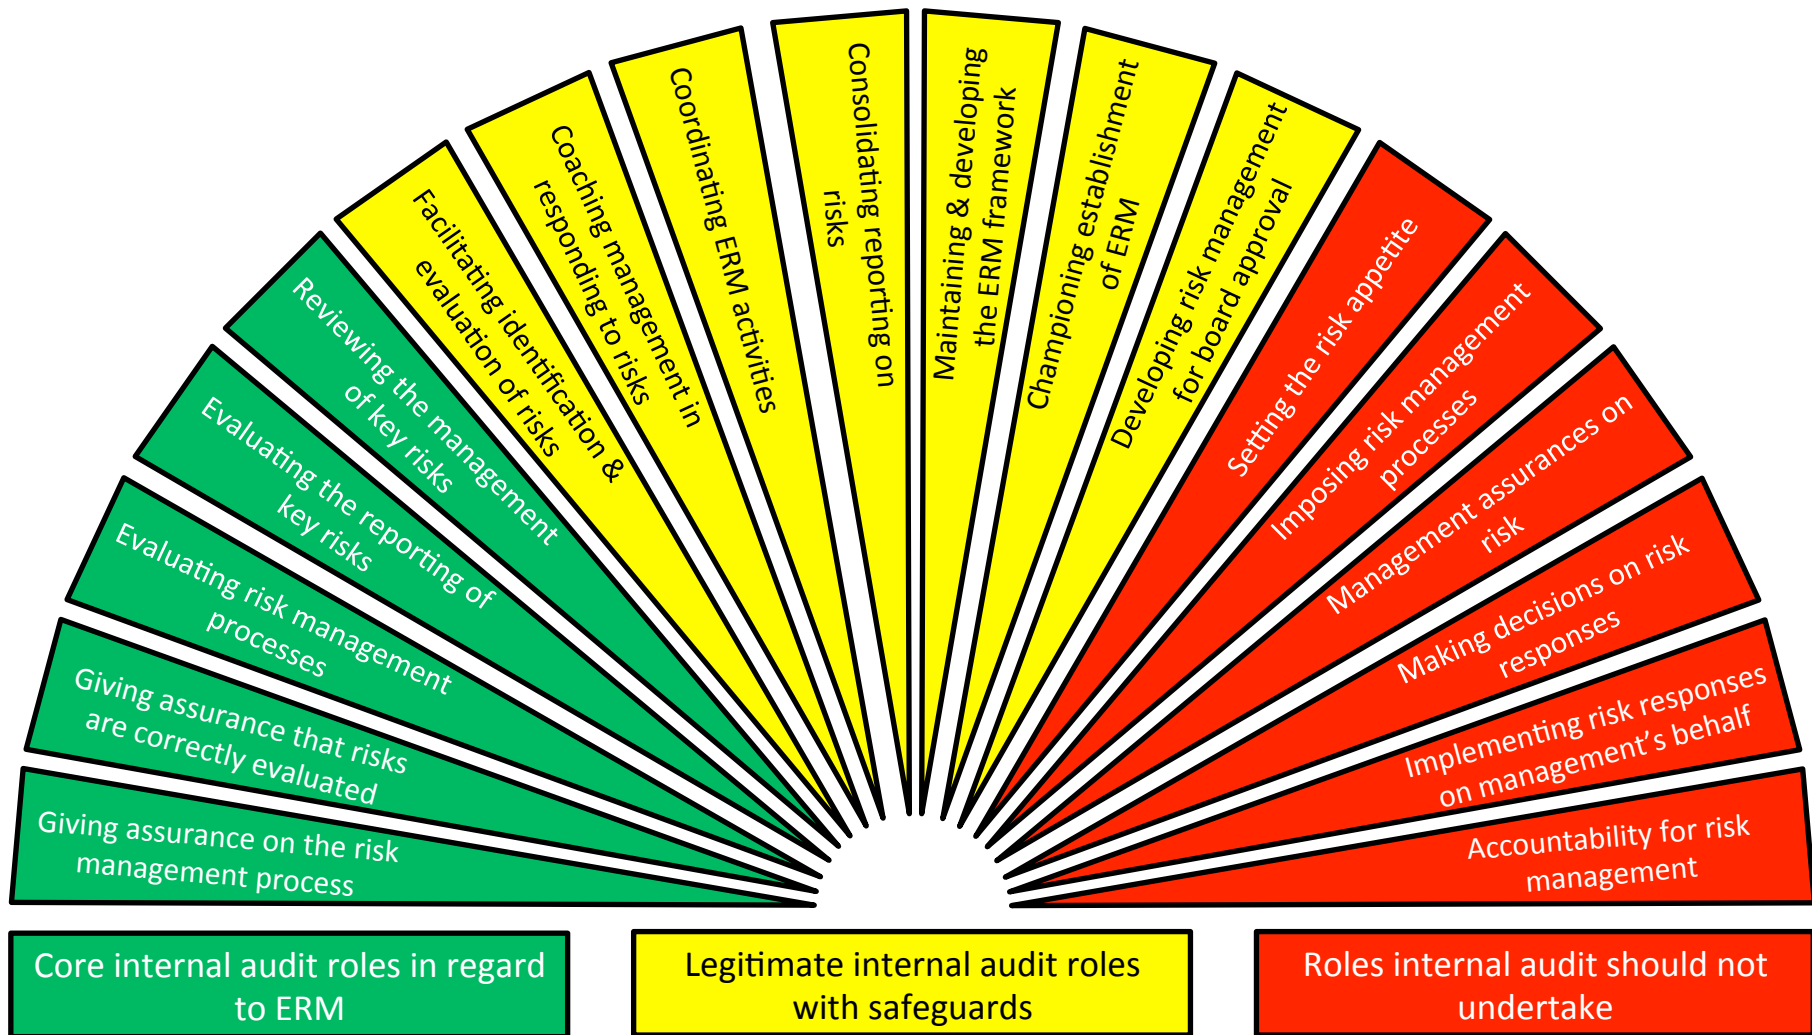 Giving assurance on the risk
management process
Giving assurance that risks
are correctly evaluated
Evaluating risk management
processes
Evaluating the reporting of
key risks
Reviewing the management
of key risks
Facilitating identification &
evaluation of risks
Coaching management in
responding to risks
Coordinating ERM activities
Consolidating reporting on
risks
Maintaining & developing
the ERM framework
Championing establishment
of ERM
Developing risk management
for board approval
Setting the risk appetite
Imposing risk management
processes
Management assurances on
risk
Making decisions on risk
responses
Implementing risk responses
on management’s behalf
Accountability for risk
management
Core internal audit roles in regard
to ERM
Legitimate internal audit roles
with safeguards
Roles internal audit should not
undertake